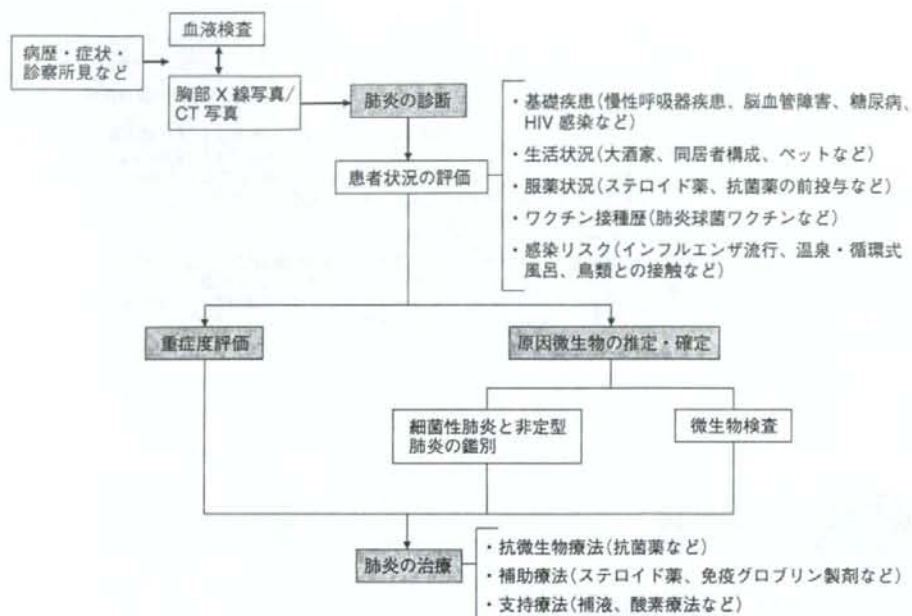 血液検査
病歴・症状・
診察所見など
胸部 X 線写真/
CT 写真
肺炎の診断
患者状況の評価
・基礎疾患(慢性呼吸器疾患、脳血管障害、糖尿病、
HIV 感染など)
・生活状況(大酒家、同居者構成、ペットなど)
・服薬状況(ステロイド薬、抗菌薬の前投与など)
・ワクチン接種歴(肺炎球菌ワクチンなど)
・感染リスク(インフルエンザ流行、温泉・循環式
風呂、鳥類との接触など)
重症度評価
原因微生物の推定・確定
細菌性肺炎と非定型
肺炎の鑑別
微生物検査
肺炎の治療
・抗微生物療法(抗菌薬など)
・補助療法(ステロイド薬、免疫グロブリン製剤など)
・支持療法(補液、酸素療法など)